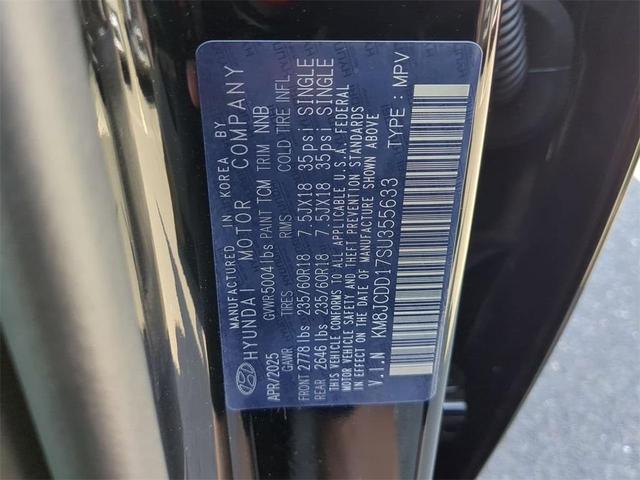 MANUFACTURED IN KOREA BY
HYUNDAI MOTOR COMPANY
APR/2025 GVWR5004lbs PAINT TCM TRIM NNB
GAWR TIRES RIMS COLD TIRE INFL.
FRONT 2778 lbs 235/60R18 7.5JX18 35psi SINGLE
REAR 2646 lbs 235/60R18 7.5JX18 35psi SINGLE
THIS VEHICLE CONFORMS TO ALL APPLICABLE U.S.A. FEDERAL
MOTOR VEHICLE SAFETY AND THEFT PREVENTION STANDARDS
IN EFFECT ON THE DATE OF MANUFACTURE SHOWN ABOVE
V.I.N KM8JCDD17SU355633 TYPE : MPV